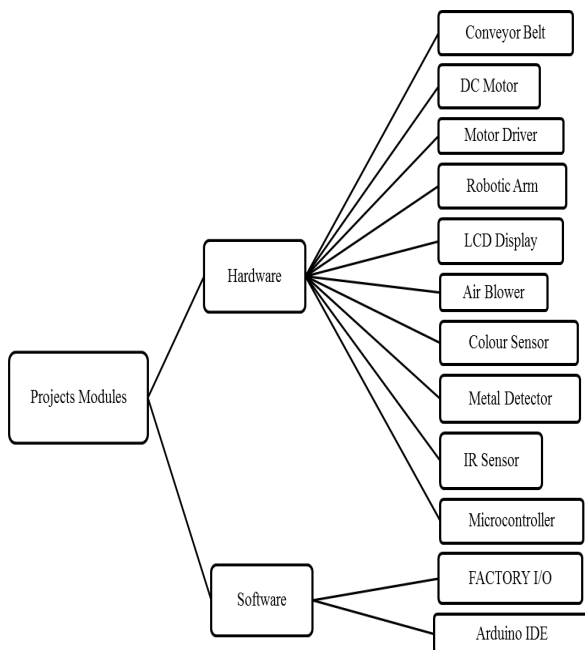 Projects Modules
Hardware
Conveyor Belt
DC Motor
Motor Driver
Robotic Arm
LCD Display
Air Blower
Colour Sensor
Metal Detector
IR Sensor
Microcontroller
Software
FACTORY I/O
Arduino IDE